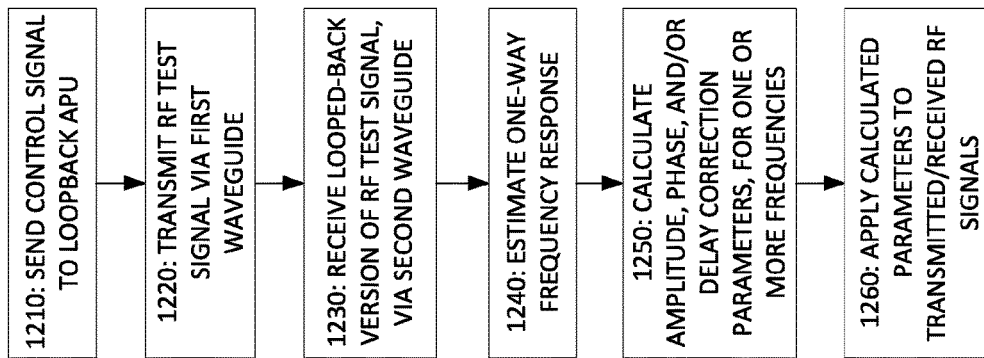 1210: SEND CONTROL SIGNAL
TO LOOPBACK APU
1220: TRANSMIT RF TEST
SIGNAL VIA FIRST
WAVEGUIDE
1230: RECEIVE LOOPED-BACK
VERSION OF RF TEST SIGNAL,
VIA SECOND WAVEGUIDE
1240: ESTIMATE ONE-WAY
FREQUENCY RESPONSE
1250: CALCULATE
AMPLITUDE, PHASE, AND/OR
DELAY CORRECTION
PARAMETERS, FOR ONE OR
MORE FREQUENCIES
1260: APPLY CALCULATED
PARAMETERS TO
TRANSMITTED/RECEIVED RF
SIGNALS